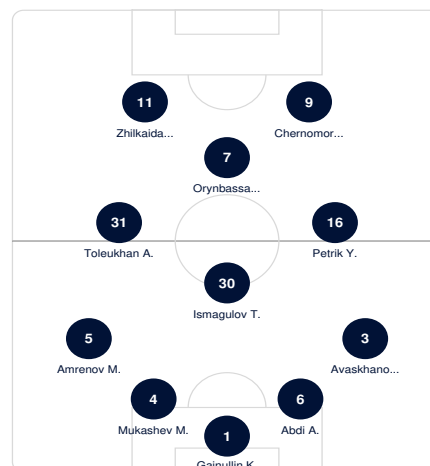 11
9
Zhilkaida...
Chernomor...
7
Orynbassa...
31
16
Toleukhan A.
Petrik Y.
30
Ismagulov T.
5
3
Amrenov M.
Avaskhano...
4
6
Mukashev M.
Abdi A.
1
Gainullin K.